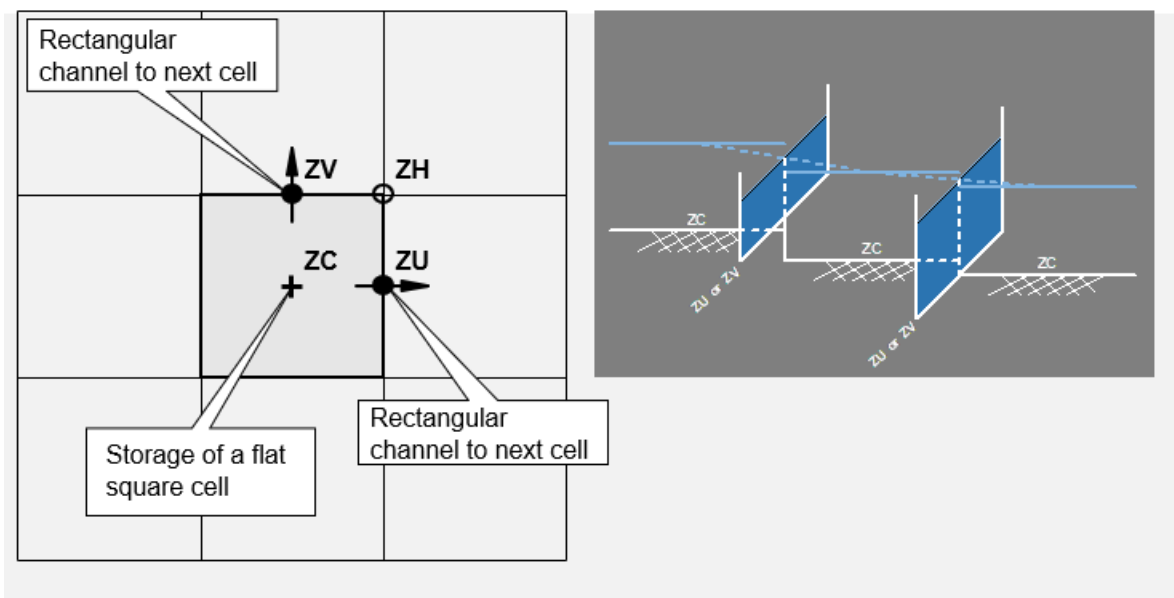 Rectangular
channel to next cell
ZV
ZH
ZC
ZU
Rectangular
channel to next cell
Storage of a flat
square cell
ZC
ZU or ZV
ZC
ZU or ZV
ZC